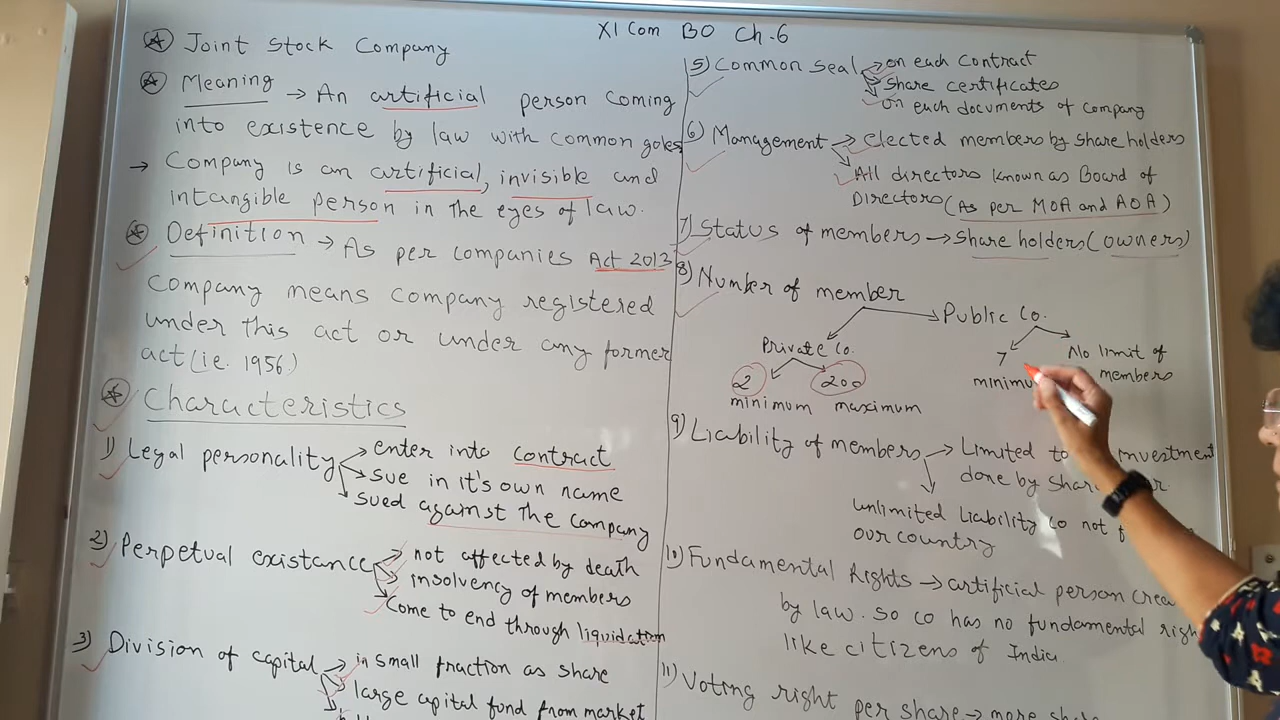 XI Com BO Ch.6
Joint Stock Company
Meaning → An artificial person coming
into existence by law with common goles
→ Company is an artificial, invisible and
intangible person in the eyes of law.
Definition → As per companies Act 2013
Company means company registered
under this act or under any former
act (i.e. 1956)
Characteristics
1) Legal personality → enter into contract
→ sue in it's own name
→ sued against the company
2) Perpetual existance → not affected by death
→ insolvency of members
→ come to end through liquidation
3) Division of capital → in small fraction as share
→ large capital fund from market
5) Common seal → on each contract
→ share certificates
→ on each documents of company
6) Management → elected members by share holders
→ All directors known as Board of
Directors (As per MOA and AOA)
7) Status of members → share holders (owners)
8) Number of member
Public Co.
Private Co.
7
No limit of
members
minimu
2
200
minimum maximum
9) Liability of members → Limited to investment
done by share
→ unlimited liability co not
our country
10) Fundamental Rights → artificial person
by law. so co has no fundamental
like citizens of India
11) Voting right per share → more